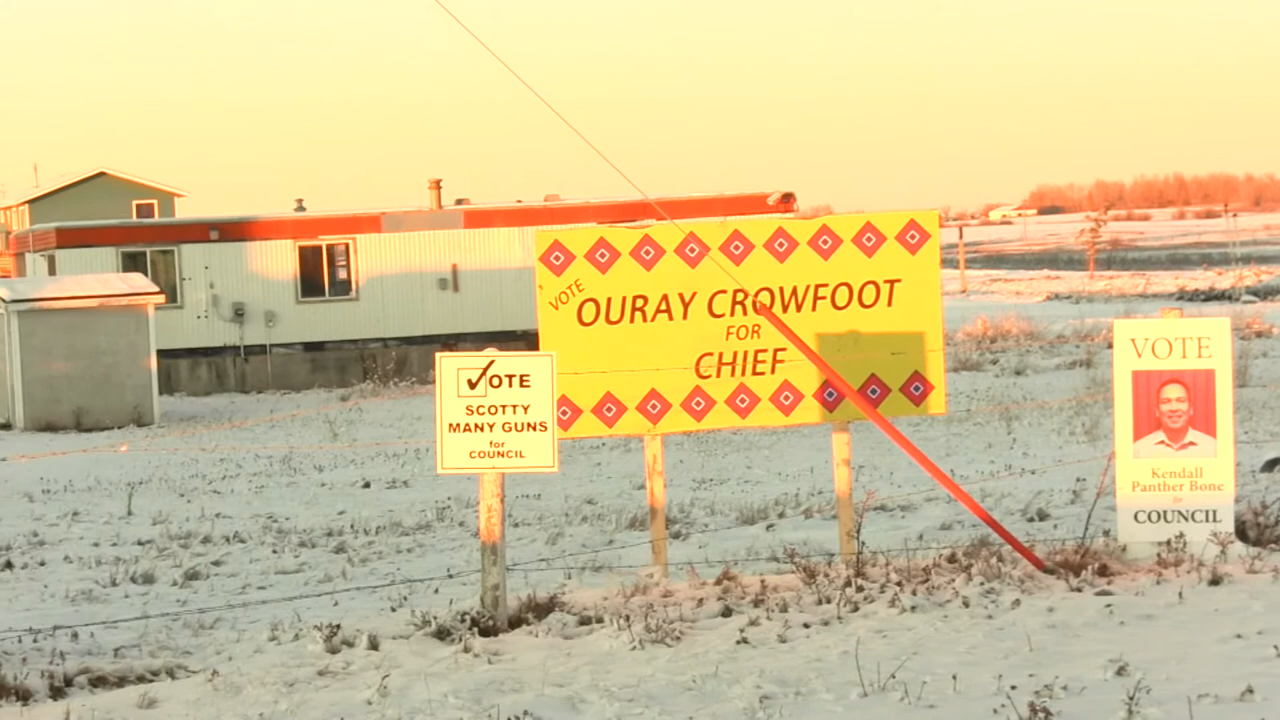 VOTE
OURAY CROWFOOT
FOR
CHIEF
VOTE
SCOTTY
MANY GUNS
for
COUNCIL
VOTE
Kendall
Panther Bone
for
COUNCIL